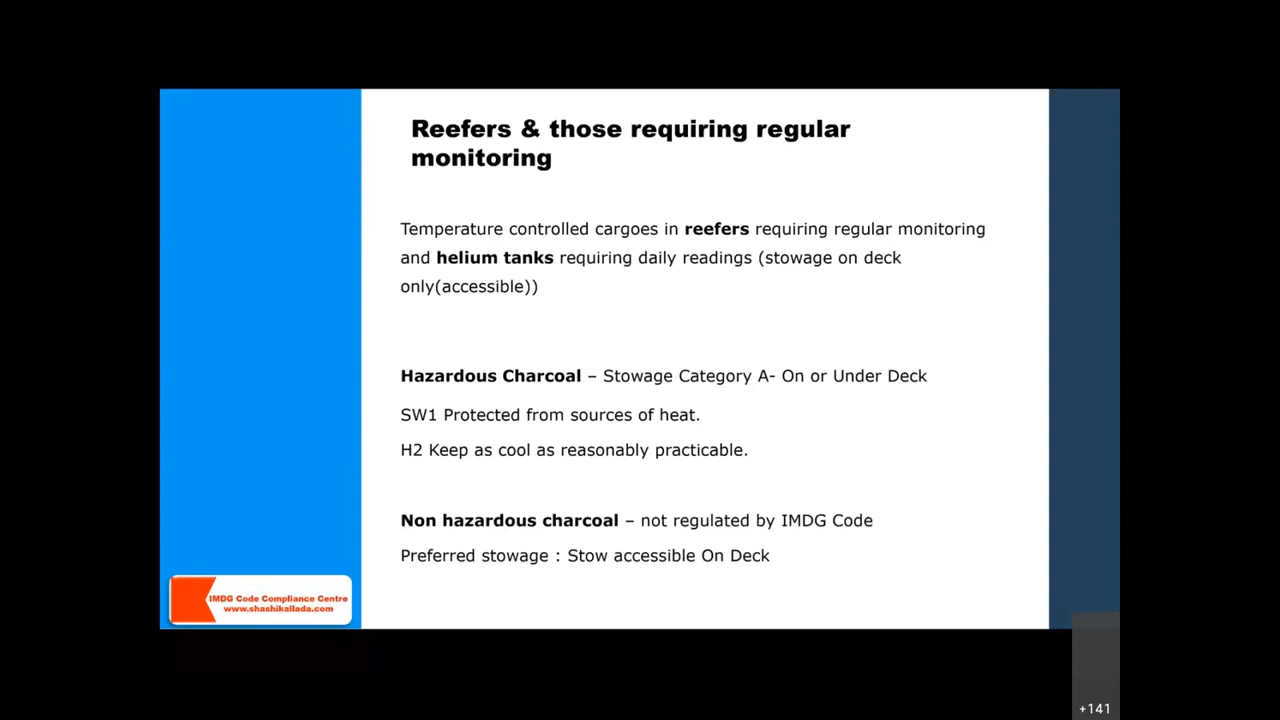 Reefers & those requiring regular
monitoring
Temperature controlled cargoes in reefers requiring regular monitoring
and helium tanks requiring daily readings (stowage on deck
only(accessible))
Hazardous Charcoal – Stowage Category A- On or Under Deck
SW1 Protected from sources of heat.
H2 Keep as cool as reasonably practicable.
Non hazardous charcoal – not regulated by IMDG Code
Preferred stowage : Stow accessible On Deck
IMDG Code Compliance Centre
www.shashikallada.com
+141